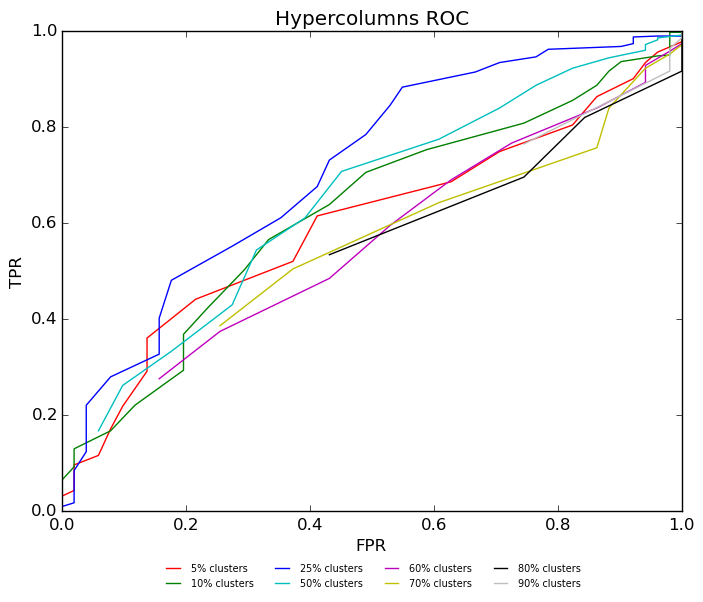 Hypercolumns ROC
1.0
0.8
0.6
0.4
0.2
0.0
TPR
0.0 0.2 0.4 0.6 0.8 1.0
FPR
5% clusters 25% clusters 60% clusters 80% clusters
10% clusters 50% clusters 70% clusters 90% clusters